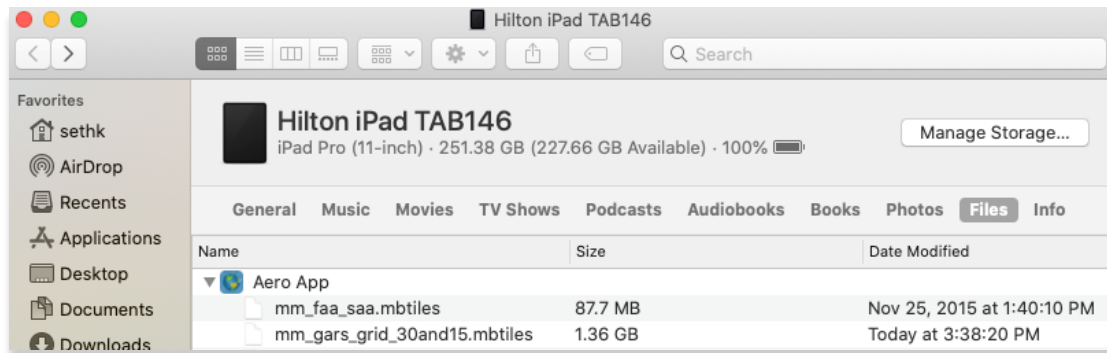 Hilton iPad TAB146
Search
Favorites
sethk
AirDrop
Recents
Applications
Desktop
Documents
Downloads
Hilton iPad TAB146
iPad Pro (11-inch) · 251.38 GB (227.66 GB Available) · 100%
Manage Storage...
General Music Movies TV Shows Podcasts Audiobooks Books Photos Files Info
Name Size Date Modified
Aero App
mm_faa_saa.mbtiles 87.7 MB Nov 25, 2015 at 1:40:10 PM
mm_gars_grid_30and15.mbtiles 1.36 GB Today at 3:38:20 PM